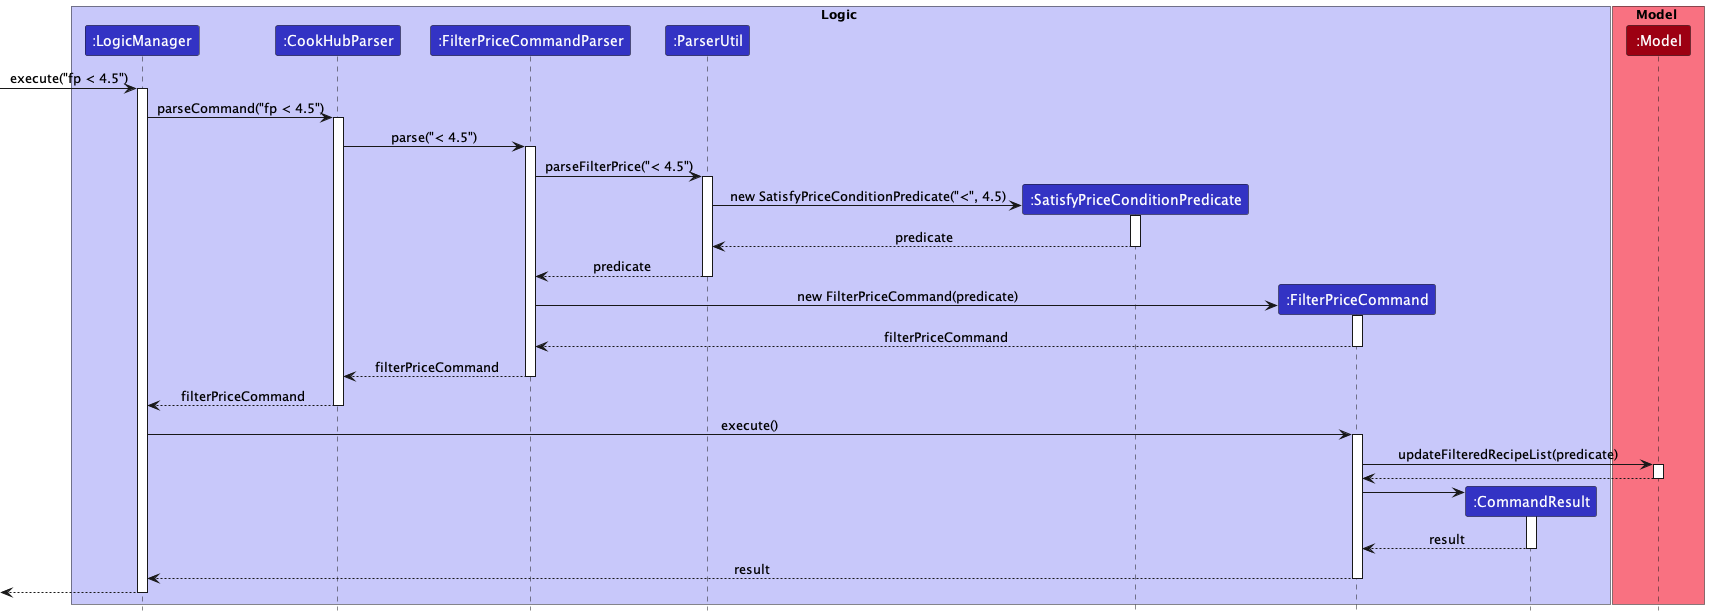 Logic
Model
:LogicManager
:CookHubParser
:FilterPriceCommandParser
:ParserUtil
:Model
execute("fp < 4.5")
parseCommand("fp < 4.5")
parse("< 4.5")
parseFilterPrice("< 4.5")
new SatisfyPriceConditionPredicate("<", 4.5)
:SatisfyPriceConditionPredicate
predicate
predicate
new FilterPriceCommand(predicate)
:FilterPriceCommand
filterPriceCommand
filterPriceCommand
filterPriceCommand
execute()
updateFilteredRecipeList(predicate)
:CommandResult
result
result